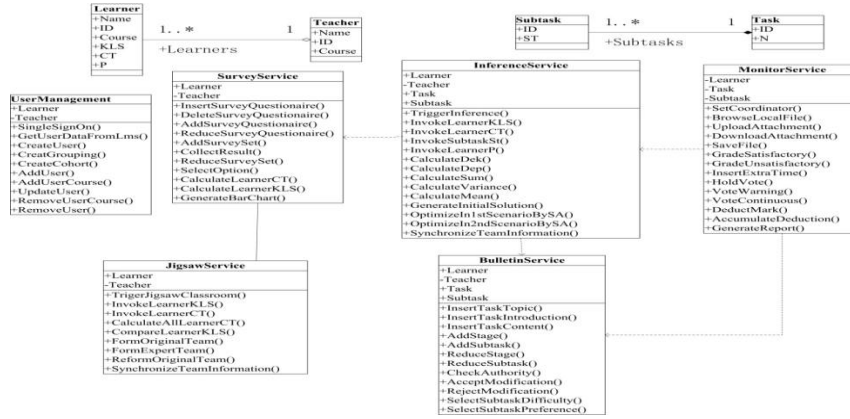 Learner
+Name
+ID
+Course
+KLS
+CT
+P
1..*
1
+Learners
Teacher
+Name
+ID
+Course
Subtask
+ID
+ST
1..*
1
+Subtasks
Task
+ID
+N
UserManagement
+Learner
-Teacher
+SingleSignOn()
+GetUserDataFromLms()
+CreateUser()
+CreatGrouping()
+CreateCohort()
+AddUser()
+AddUserCourse()
+UpdateUser()
+RemoveUserCourse()
+RemoveUser()
SurveyService
+Learner
-Teacher
+InsertSurveyQuestionaire()
+DeleteSurveyQuestionaire()
+AddSurveyQuestionaire()
+ReduceSurveyQuestionaire()
+AddSurveySet()
+CollectResult()
+ReduceSurveySet()
+SelectOption()
+CalculateLearnerCT()
+CalculateLearnerKLS()
+GenerateBarChart()
InferenceService
+Learner
-Teacher
+Task
+Subtask
+TriggerInference()
+InvokeLearnerKLS()
+InvokeLearnerCT()
+InvokeSubtaskSt()
+InvokeLearnerP()
+CalculateDek()
+CalculateDep()
+CalculateSum()
+CalculateVariance()
+CalculateMean()
+GenerateInitialSolution()
+OptimizeIn1stScenarioBySA()
+OptimizeIn2ndScenarioBySA()
+SynchronizeTeamInformation()
MonitorService
-Learner
-Task
-Subtask
+SetCoordinator()
+BrowseLocalFile()
+UploadAttachment()
+DownloadAttachment()
+SaveFile()
+GradeSatisfactory()
+GradeUnsatisfactory()
+InsertExtraTime()
+HoldVote()
+VoteWarning()
+VoteContinuous()
+DeductMark()
+AccumulateDeduction()
+GenerateReport()
JigsawService
+Learner
-Teacher
+TrigerJigsawClassroom()
+InvokeLearnerKLS()
+InvokeLearnerCT()
+CalculateAllLearnerCT()
+CompareLearnerKLS()
+FormOriginalTeam()
+FormExpertTeam()
+ReformOriginalTeam()
+SynchronizeTeamInformation()
BulletinService
+Learner
-Teacher
+Task
+Subtask
+InsertTaskTopic()
+InsertTaskIntroduction()
+InsertTaskContent()
+AddStage()
+AddSubtask()
+ReduceStage()
+ReduceSubtask()
+CheckAuthority()
+AcceptModification()
+RejectModification()
+SelectSubtaskDifficulty()
+SelectSubtaskPreference()